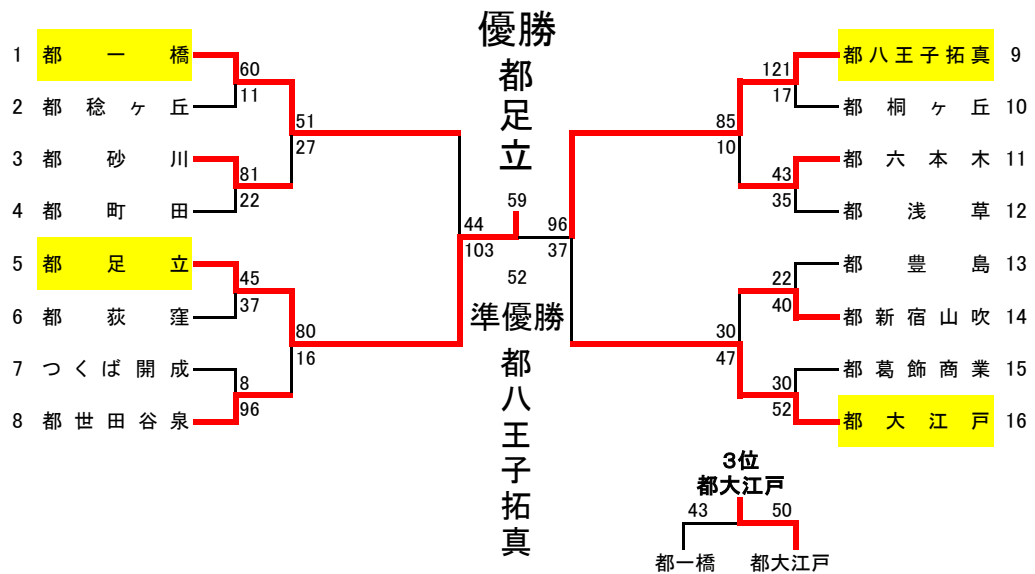 優勝
都足立
1 都一橋
60
11
2 都稔ヶ丘
51
27
3 都砂川
81
22
4 都町田
44
103
5 都足立
45
37
6 都荻窪
80
16
7 つくば開成
8
96
8 都世田谷泉
59
52
準優勝
都八王子拓真
都八王子拓真 9
121
17
都桐ヶ丘 10
85
10
都六本木 11
43
35
都浅草 12
96
37
都豊島 13
22
40
都新宿山吹 14
30
47
都葛飾商業 15
30
52
都大江戸 16
3位
都大江戸
43 50
都一橋 都大江戸